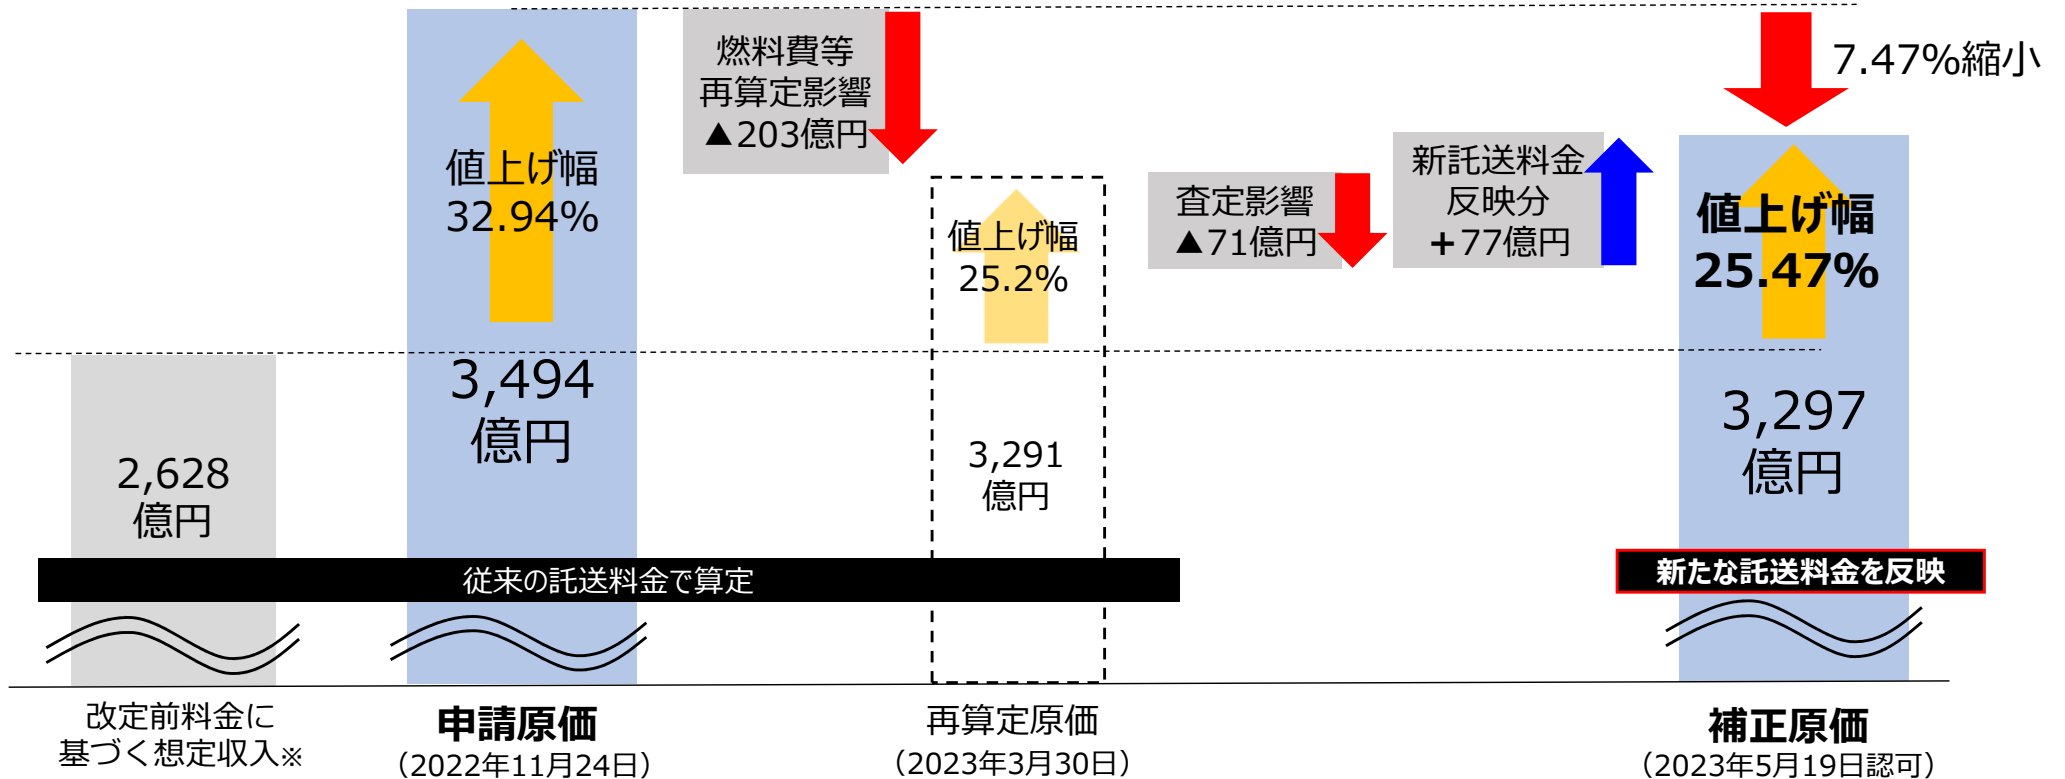 改定前料金に
基づく想定収入※
2,628
億円
従来の託送料金で算定
値上げ幅
32.94%
3,494
億円
申請原価
（2022年11月24日）
燃料費等
再算定影響
▲203億円
値上げ幅
25.2%
3,291
億円
再算定原価
（2023年3月30日）
査定影響
▲71億円
新託送料金
反映分
+77億円
7.47%縮小
値上げ幅
25.47%
3,297
億円
新たな託送料金を反映
補正原価
（2023年5月19日認可）